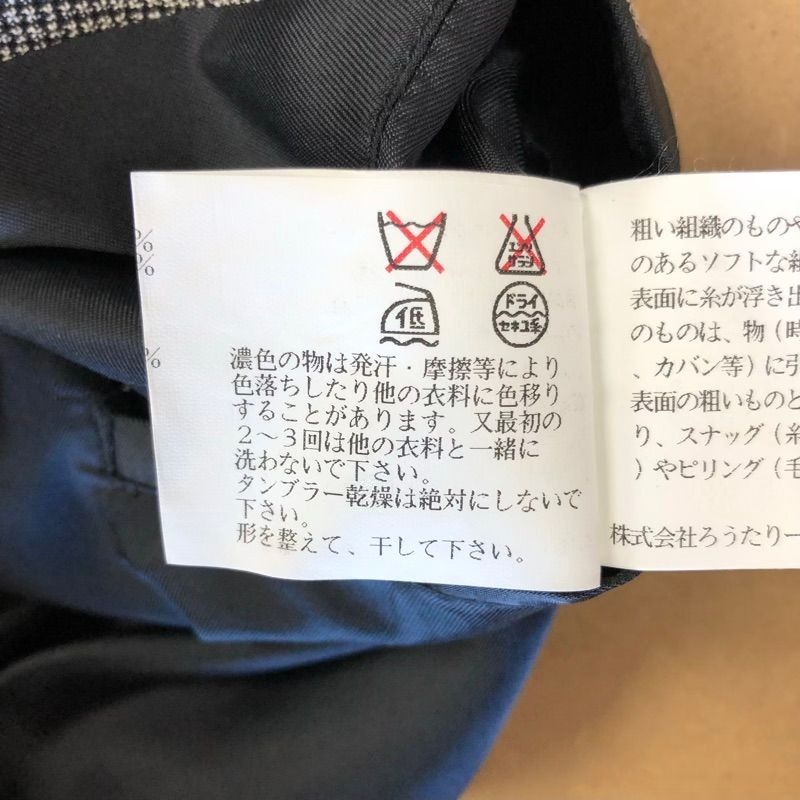 %
%
%
エンソ
サラシ
低
ドライ
セキユ系
濃色の物は発汗・摩擦等により
色落ちしたり他の衣料に色移り
することがあります。又最初の
２〜３回は他の衣料と一緒に
洗わないで下さい。
タンブラー乾燥は絶対にしないで
下さい。
形を整えて、干して下さい。
粗い組織のものや
のあるソフトな
表面に糸が浮き出
のものは、物(時
、カバン等)に引
表面の粗いものと
り、スナッグ(糸
)やピリング(毛
株式会社ろうたりー